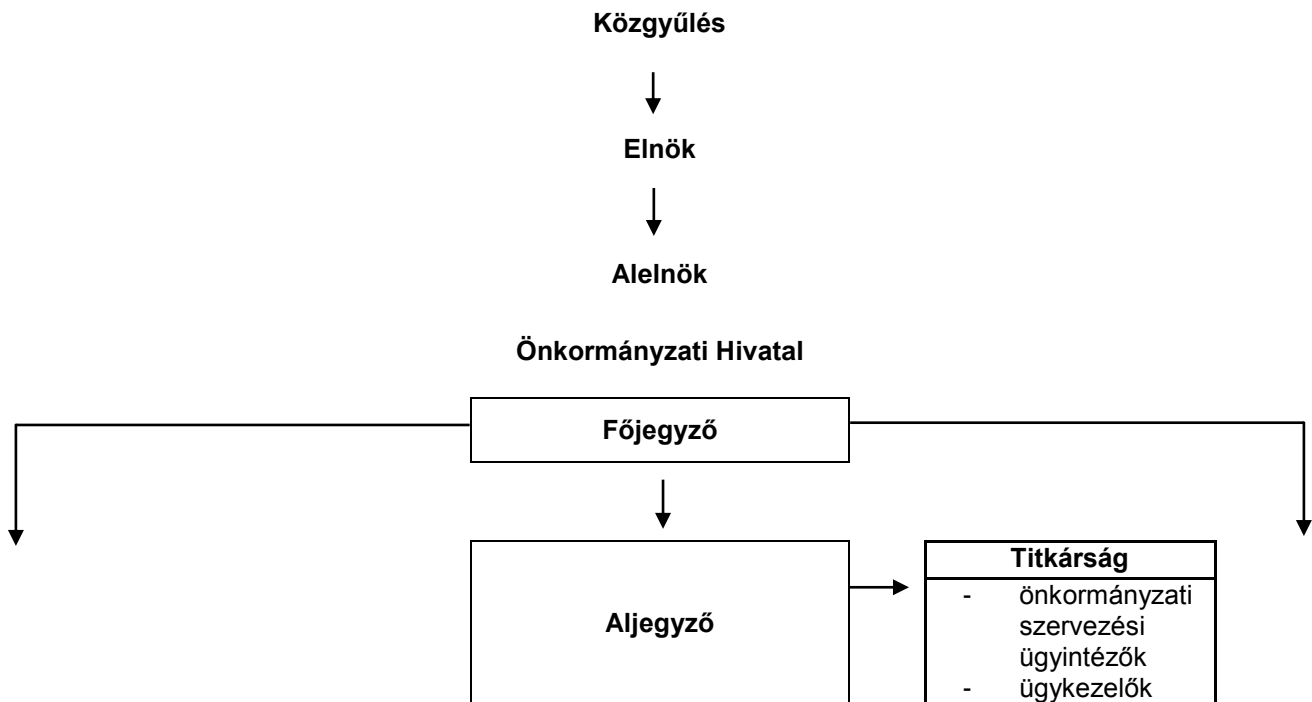 Közgyűlés
Elnök
Alelnök
Önkormányzati Hivatal
Főjegyző
Aljegyző
Titkárság
- önkormányzati
szervezési
ügyintézők
- ügykezelők